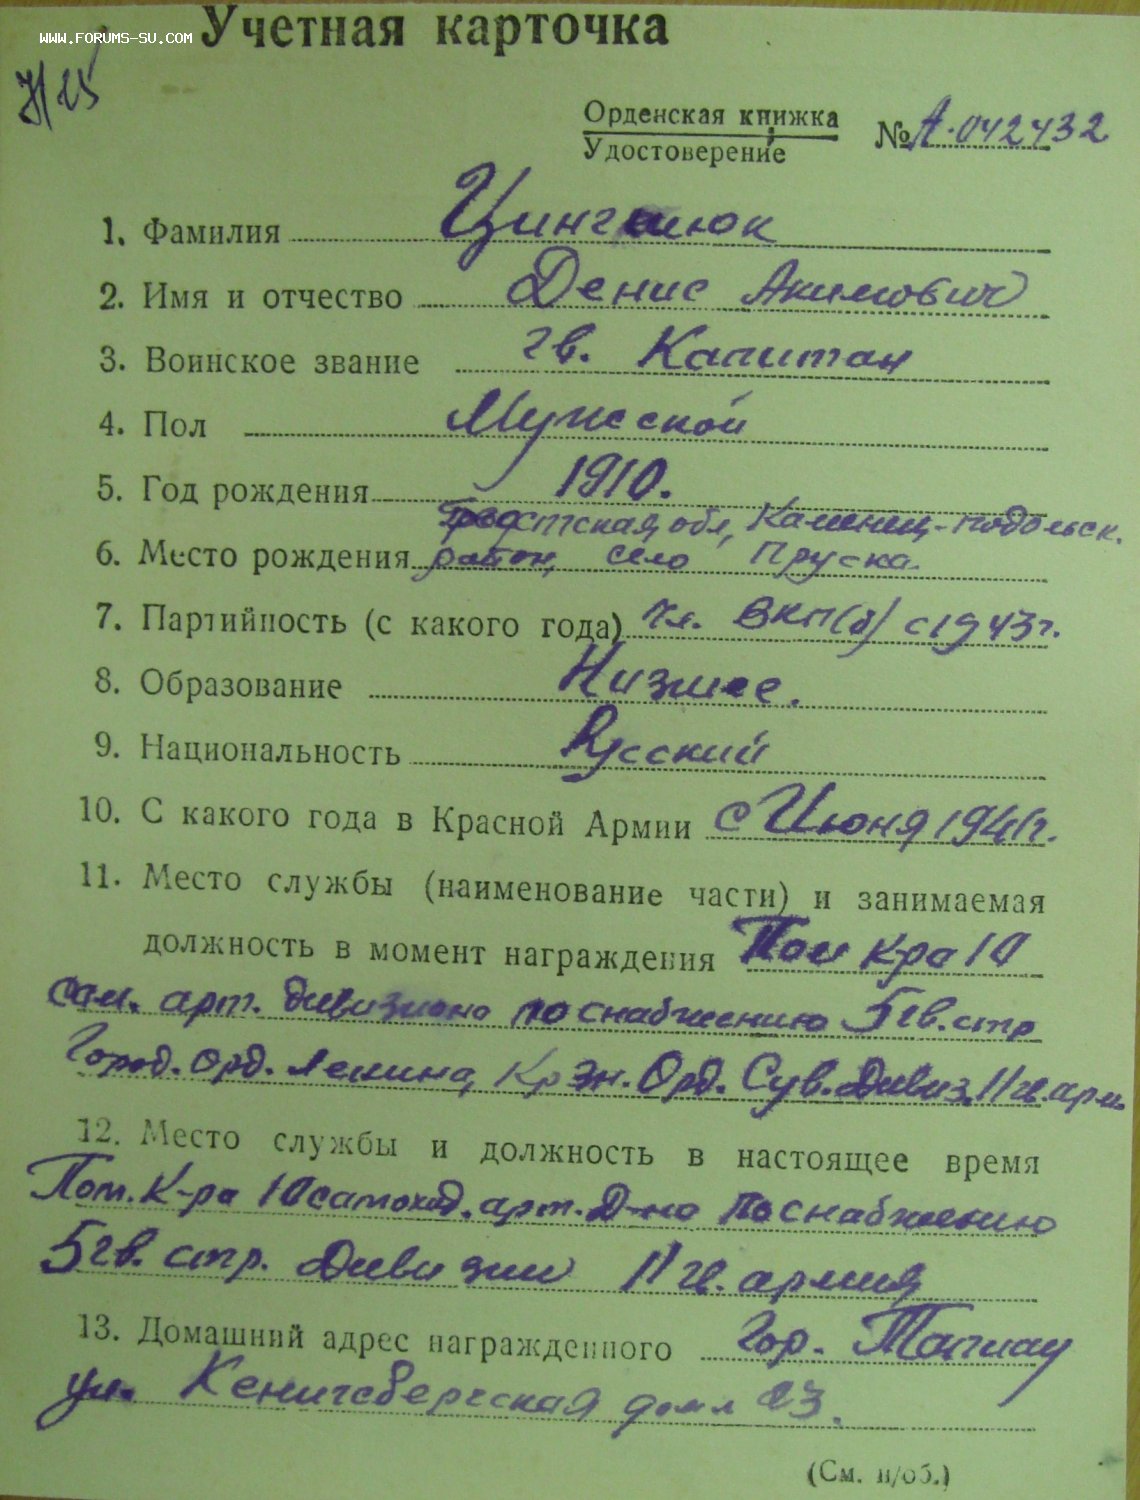 WWW.FORUMS-SU.COM
Учетная карточка
Орденская книжка
Удостоверение
№ А-042432
1. Фамилия
2. Имя и отчество Денис Акимович
3. Воинское звание гв. Капитан
4. Пол Мужской
5. Год рождения 1910.
обл, Каменец-Подольск.
6. Место рождения район, село Пруска.
7. Партийность (с какого года) чл. ВКП(б) с 1943г.
8. Образование Низшее.
9. Национальность Русский
10. С какого года в Красной Армии с Июня 1941г.
11. Место службы (наименование части) и занимаемая
должность в момент награждения Пом К-ра 10
сам. арт. дивизиона по снабжению 5 гв. стр
Город. Орд. Ленина, Кр Зн. Орд. Сув. Дивиз. 11 гв. арм.
12. Место службы и должность в настоящее время
Пом. К-ра 10 самоход. арт. Д-на по снабжению
5 гв. стр. Дивизии 11 гв. армия
13. Домашний адрес награжденного Гор. Тапиау
ул. Кенигсбергская дом 23.
(См. н/об.)